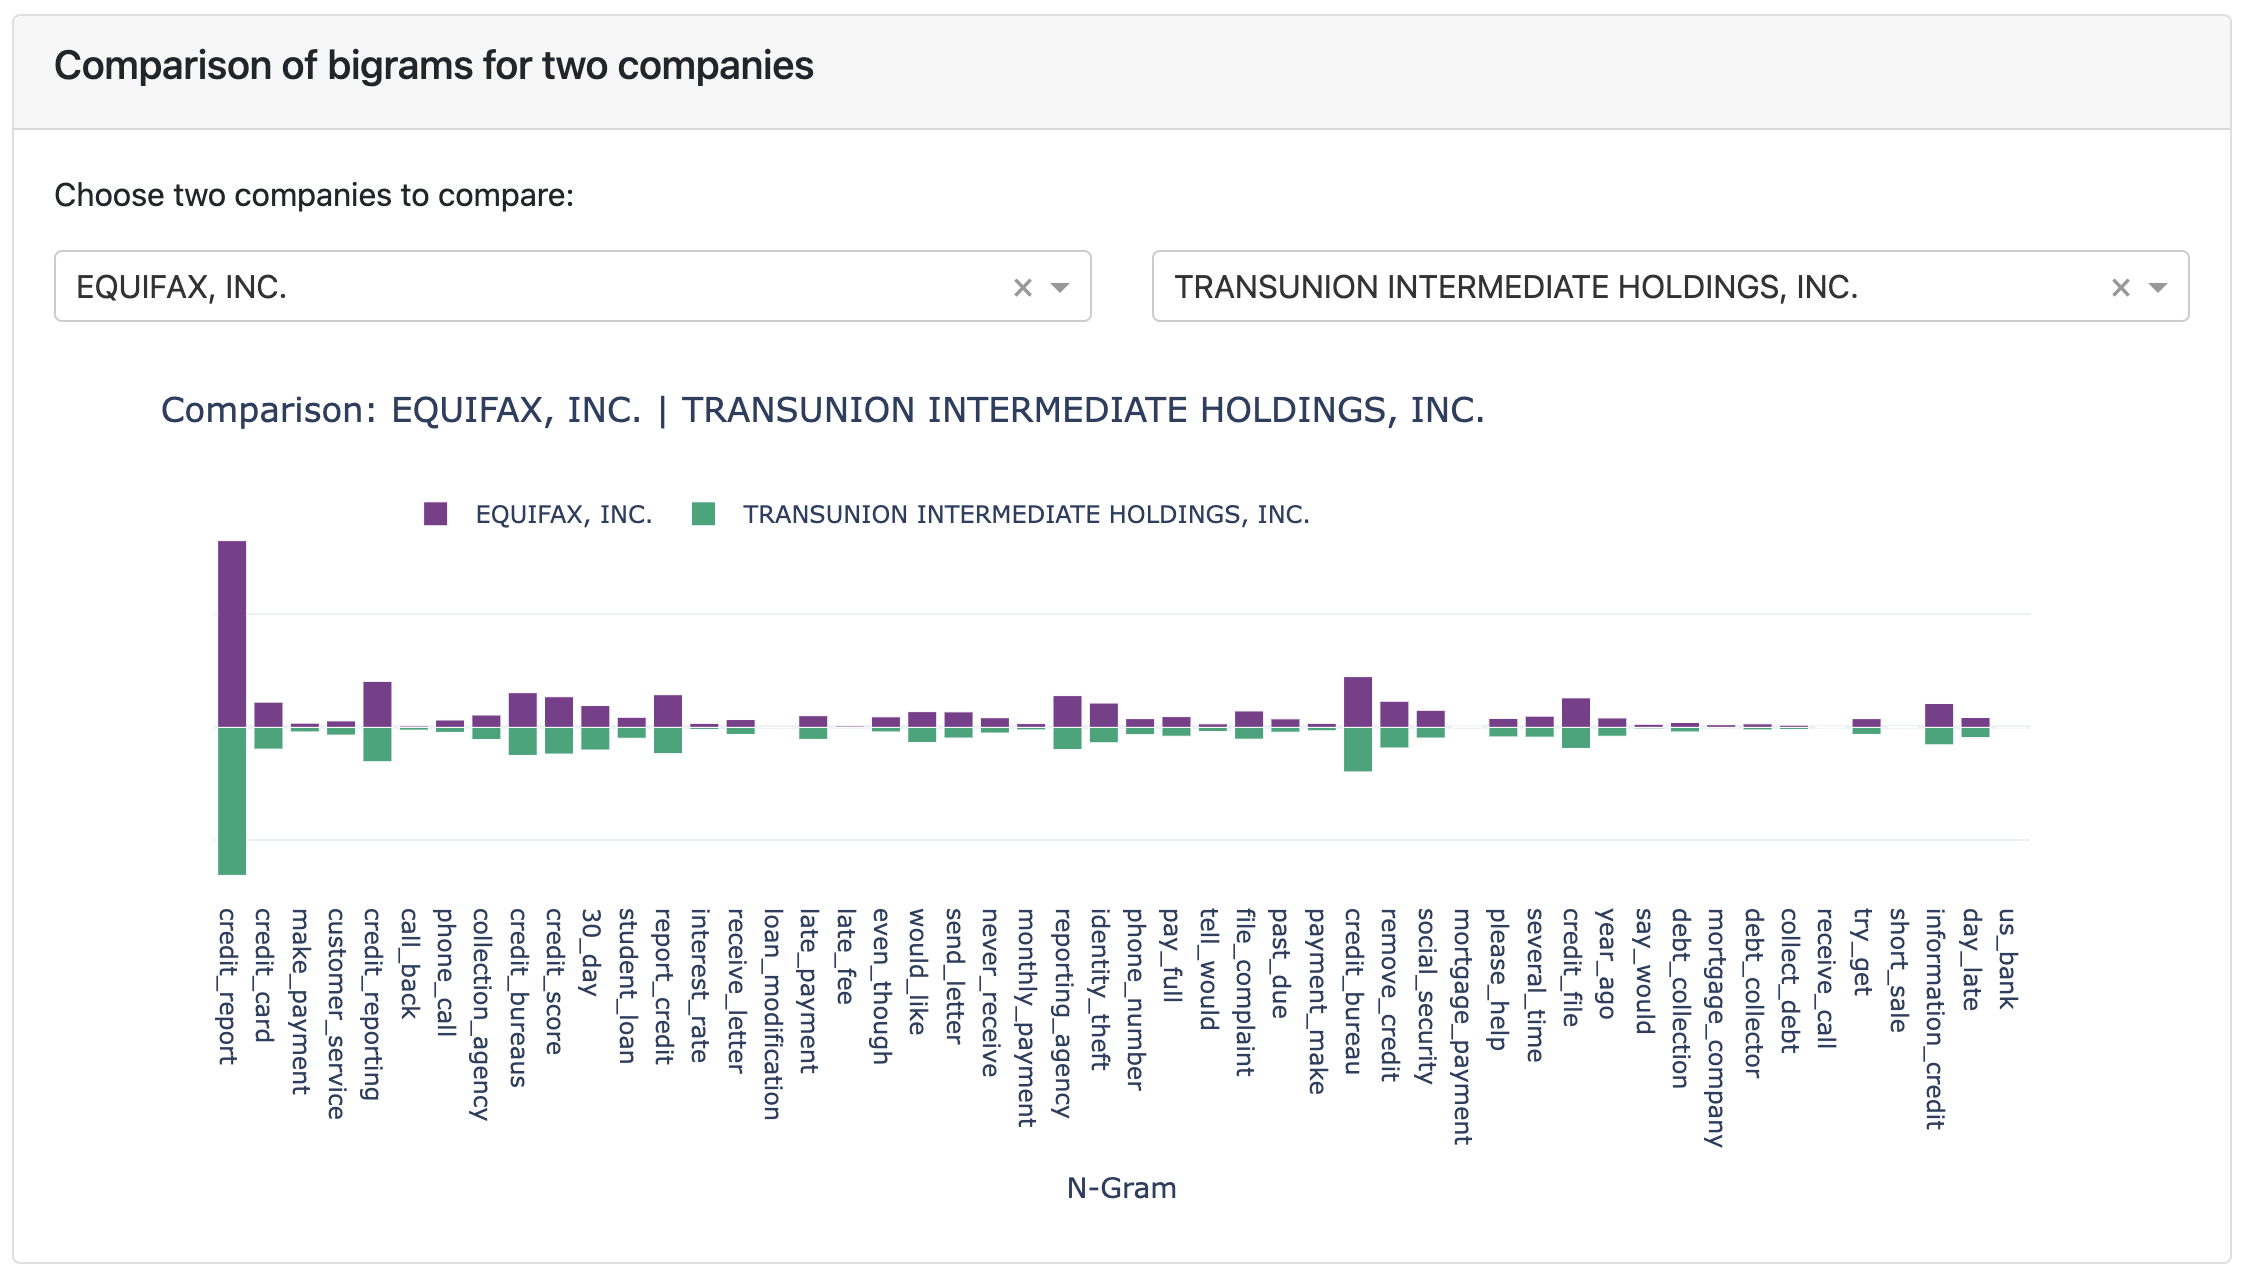 Comparison of bigrams for two companies
Choose two companies to compare:
EQUIFAX, INC.
TRANSUNION INTERMEDIATE HOLDINGS, INC.
Comparison: EQUIFAX, INC. | TRANSUNION INTERMEDIATE HOLDINGS, INC.
EQUIFAX, INC.
TRANSUNION INTERMEDIATE HOLDINGS, INC.
credit_report
credit_card
make_payment
customer_service
credit_reporting
call_back
phone_call
collection_agency
credit_bureaus
credit_score
30_day
student_loan
report_credit
interest_rate
receive_letter
loan_modification
late_payment
late_fee
even_though
would_like
send_letter
never_receive
monthly_payment
reporting_agency
identity_theft
phone_number
pay_full
tell_would
file_complaint
past_due
payment_make
credit_bureau
remove_credit
social_security
mortgage_payment
please_help
several_time
credit_file
year_ago
say_would
debt_collection
mortgage_company
debt_collector
collect_debt
receive_call
try_get
short_sale
information_credit
day_late
us_bank
N-Gram